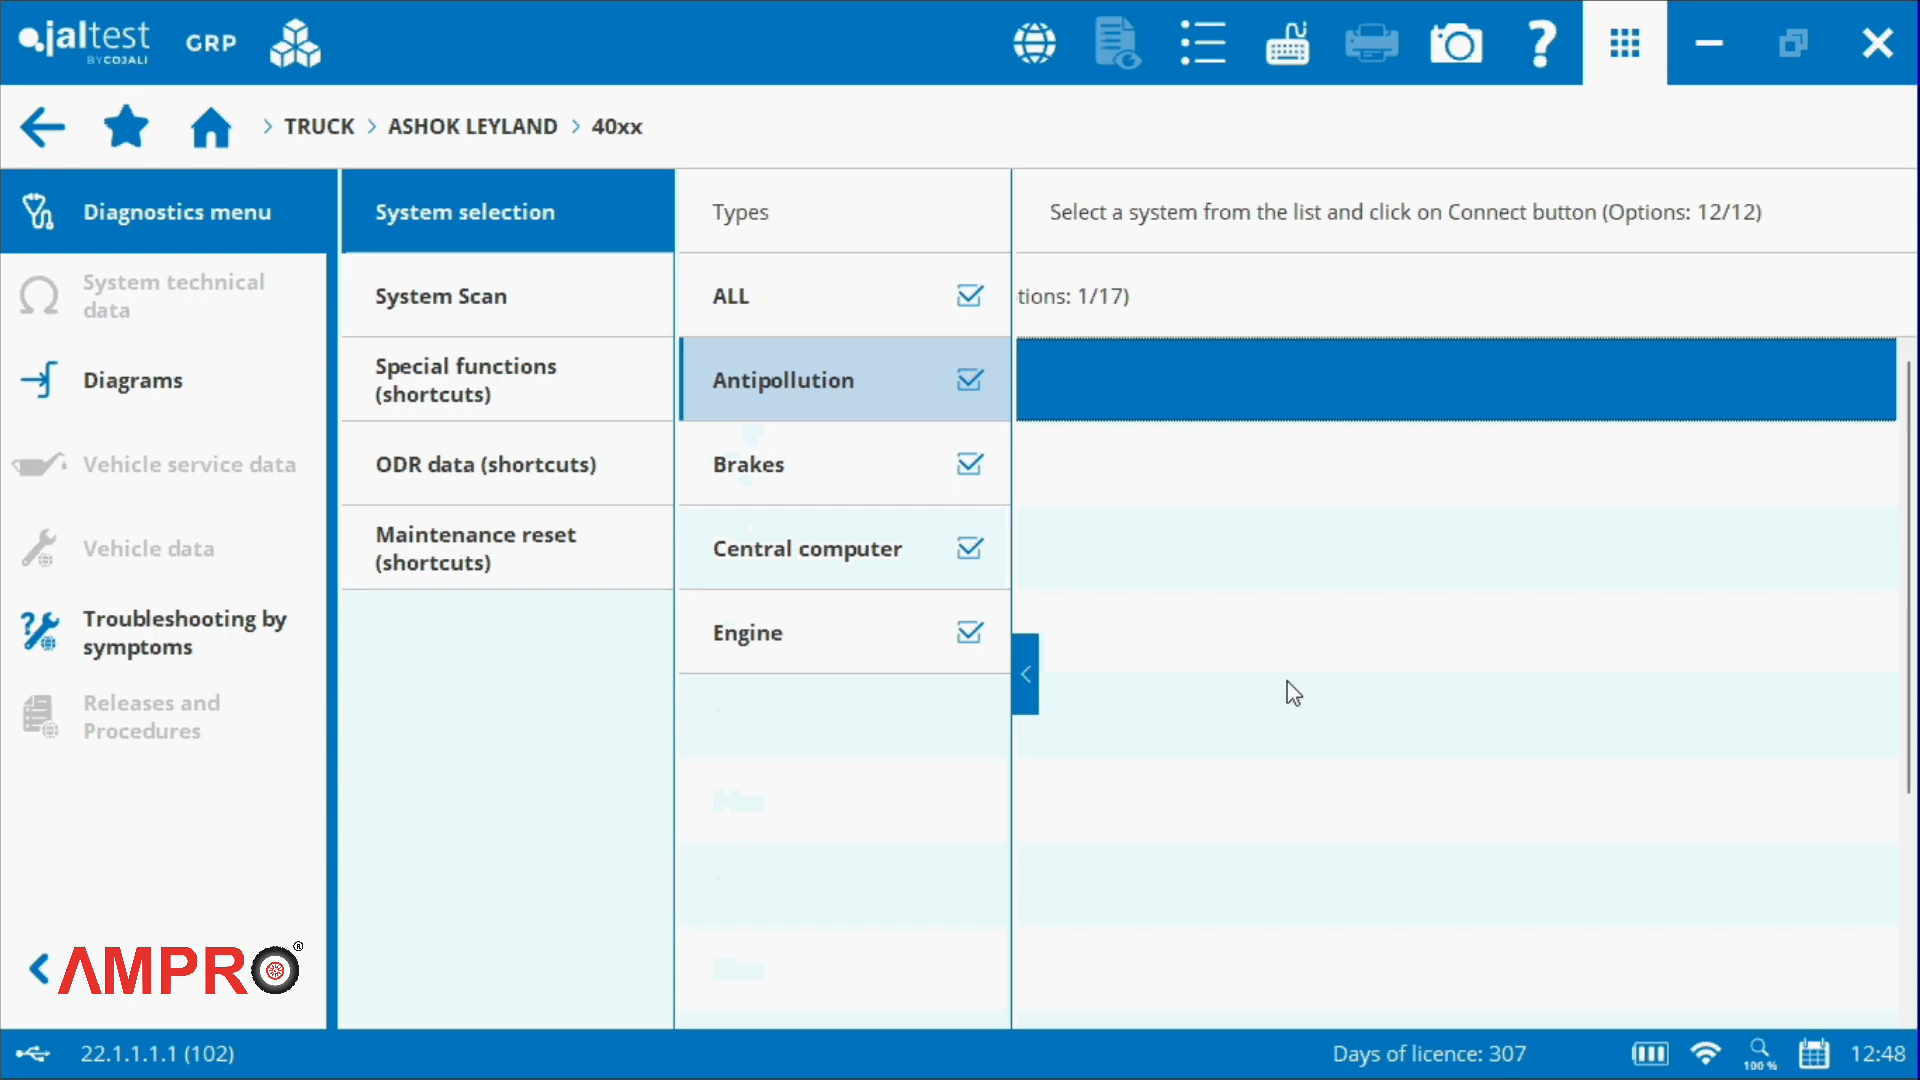 jaltest
BY COJALI
GRP
TRUCK > ASHOK LEYLAND > 40xx
Diagnostics menu
System technical
data
Diagrams
Vehicle service data
Vehicle data
Troubleshooting by
symptoms
Releases and
Procedures
System selection
System Scan
Special functions
(shortcuts)
ODR data (shortcuts)
Maintenance reset
(shortcuts)
Types
ALL
Antipollution
Brakes
Central computer
Engine
Select a system from the list and click on Connect button (Options: 12/12)
tions: 1/17)
AMPRO®
22.1.1.1.1 (102)
Days of licence: 307
100 %
12:48